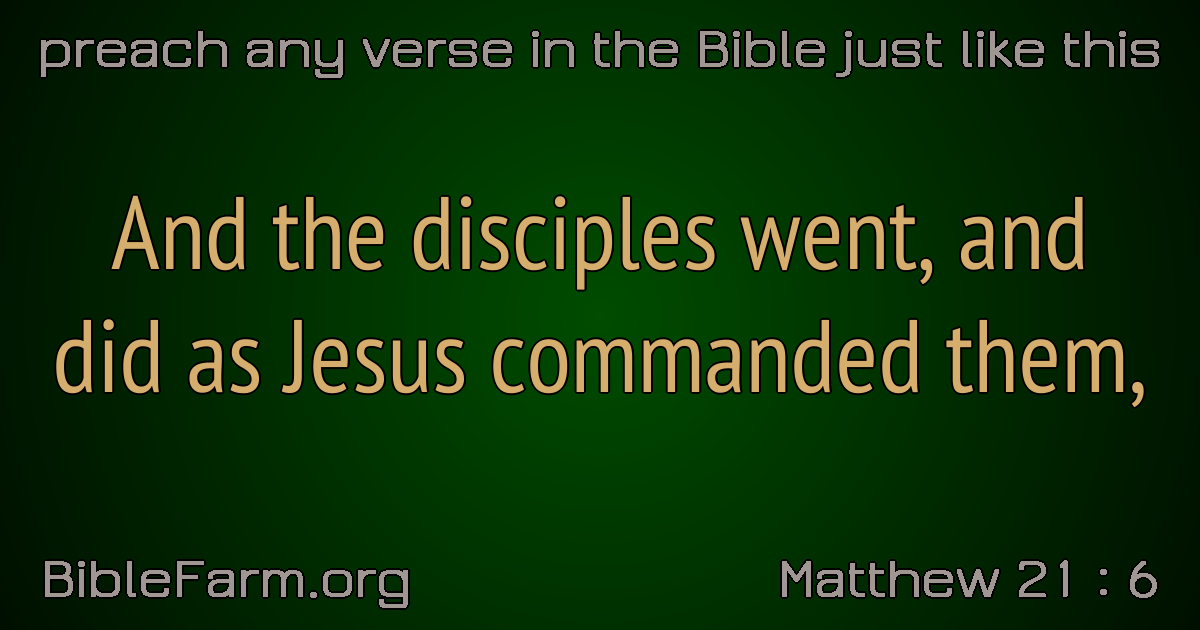 preach any verse in the Bible just like this
And the disciples went, and
did as Jesus commanded them,
BibleFarm.org
Matthew 21 : 6